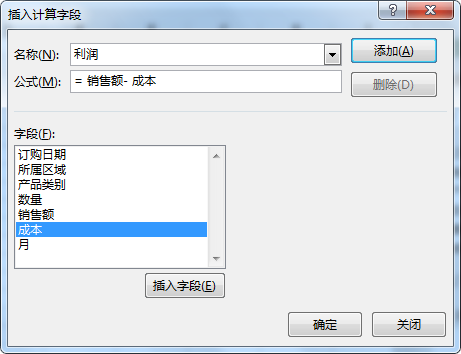 插入计算字段
名称(N): 利润 添加(A)
公式(M): = 销售额- 成本 删除(D)
字段(F):
订购日期
所属区域
产品类别
数量
销售额
成本
月
插入字段(E)
确定 关闭